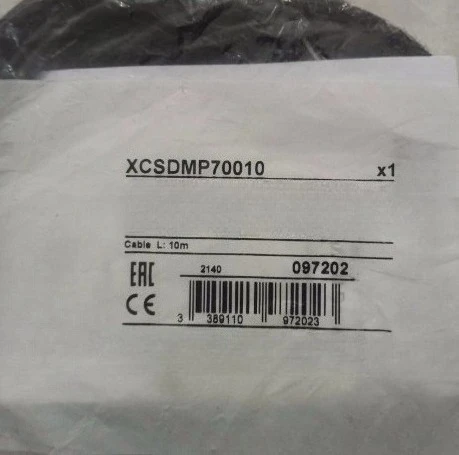 XCSDMP70010 x1
Cable L: 10m
EAC 2140 097202
CE
3 389110 972023